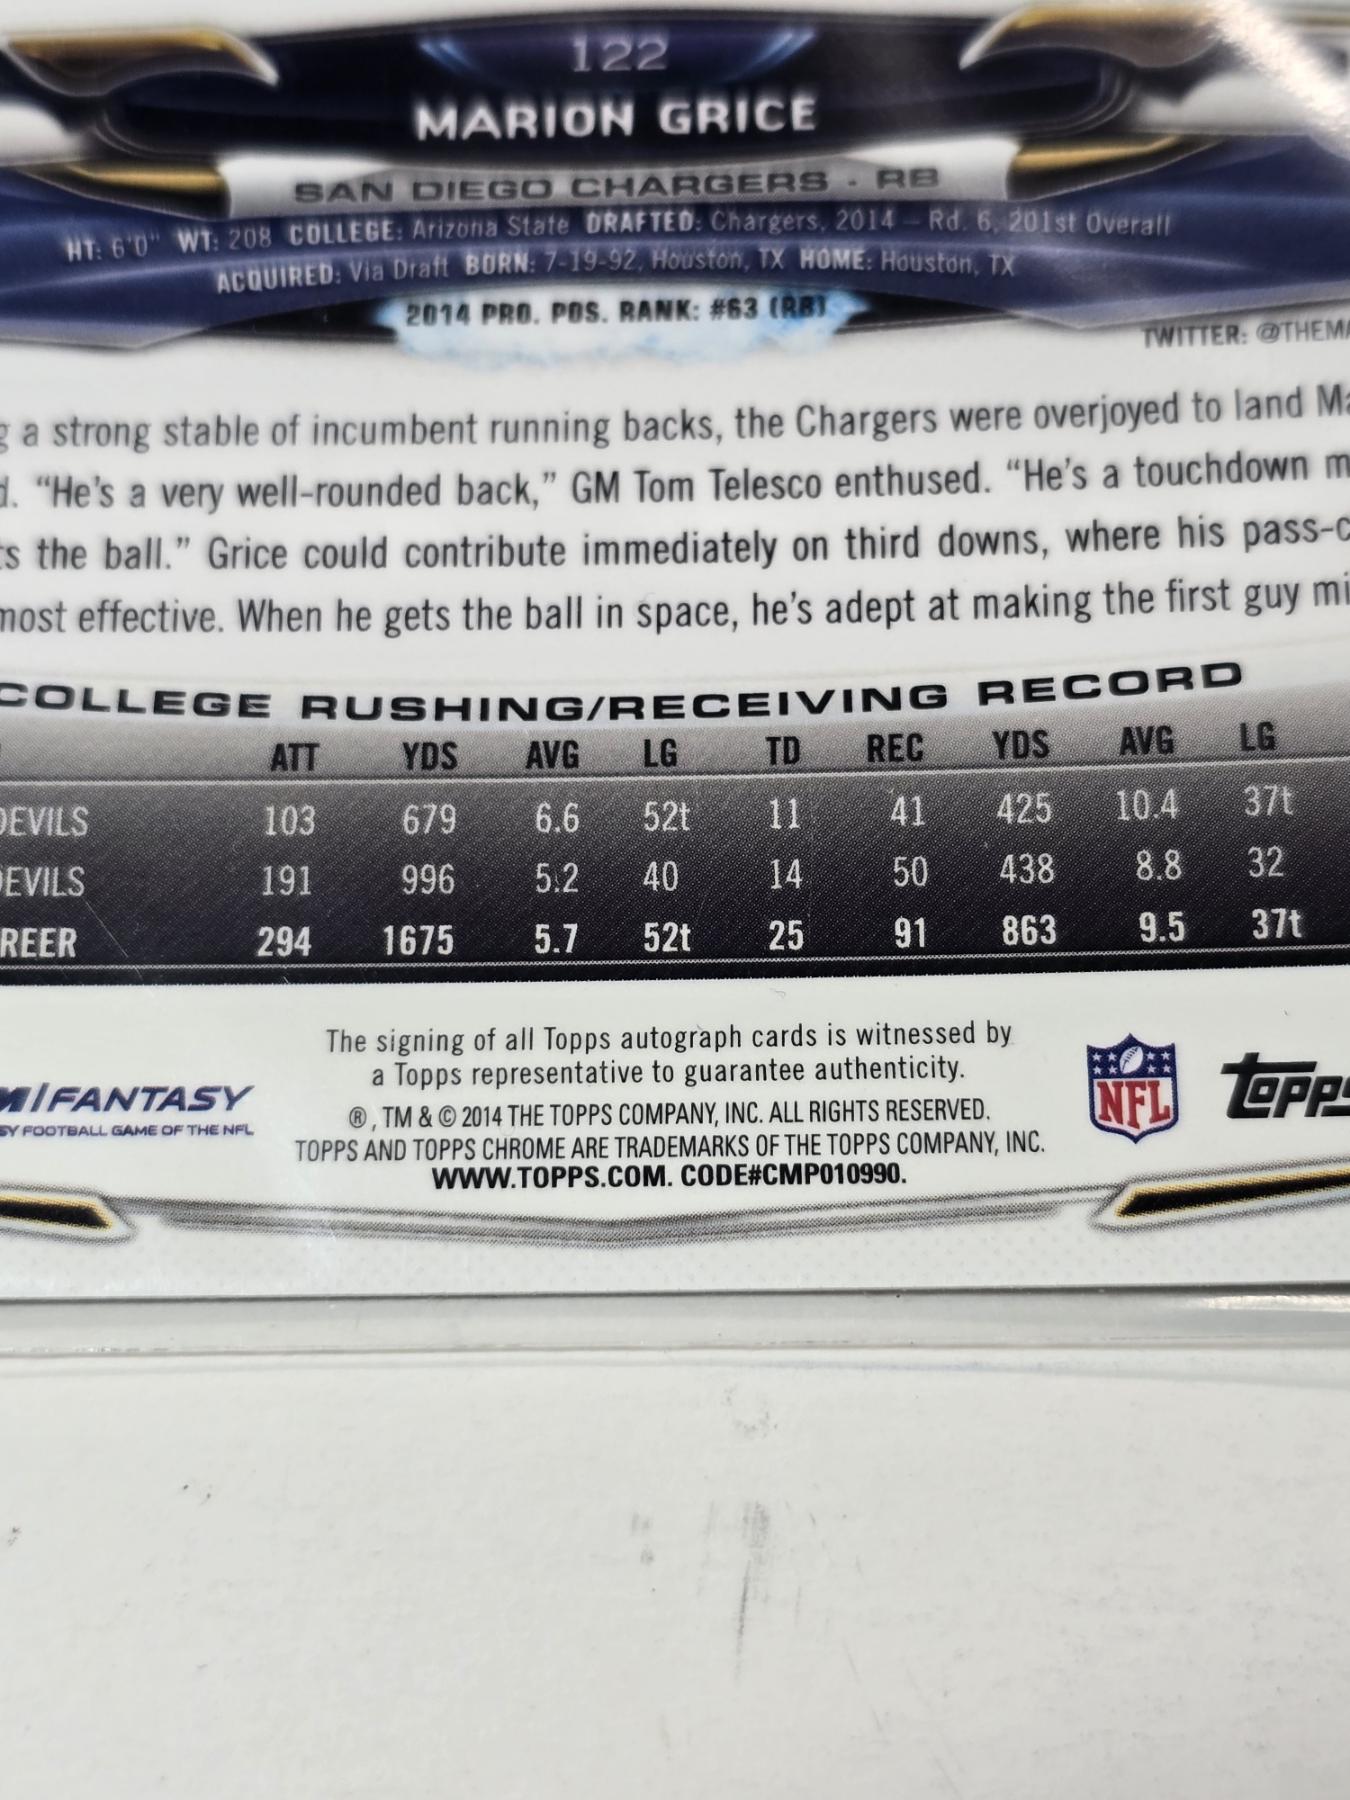 122
MARION GRICE
SAN DIEGO CHARGERS · RB
HT: 6'0" WT: 208 COLLEGE: Arizona State DRAFTED: Chargers, 2014 – Rd. 6, 201st Overall
ACQUIRED: Via Draft BORN: 7-19-92, Houston, TX HOME: Houston, TX
2014 PRO. POS. RANK: #63 (RB)
TWITTER: @THEMA
g a strong stable of incumbent running backs, the Chargers were overjoyed to land Ma
d. “He’s a very well-rounded back,” GM Tom Telesco enthused. “He’s a touchdown m
ts the ball.” Grice could contribute immediately on third downs, where his pass-c
most effective. When he gets the ball in space, he’s adept at making the first guy mi
COLLEGE RUSHING/RECEIVING RECORD
ATT YDS AVG LG TD REC YDS AVG LG
DEVILS 103 679 6.6 52t 11 41 425 10.4 37t
DEVILS 191 996 5.2 40 14 50 438 8.8 32
REER 294 1675 5.7 52t 25 91 863 9.5 37t
The signing of all Topps autograph cards is witnessed by
a Topps representative to guarantee authenticity.
®, TM & © 2014 THE TOPPS COMPANY, INC. ALL RIGHTS RESERVED.
TOPPS AND TOPPS CHROME ARE TRADEMARKS OF THE TOPPS COMPANY, INC.
WWW.TOPPS.COM. CODE#CMP010990.
M/FANTASY
SY FOOTBALL GAME OF THE NFL
NFL
topps